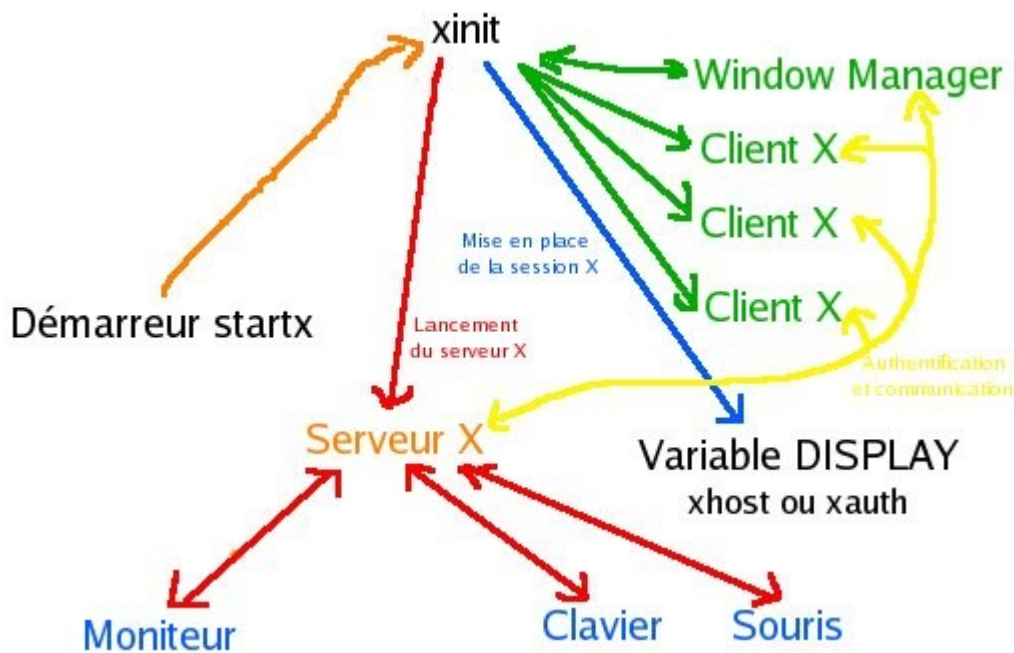 xinit
Window Manager
Client X
Client X
Mise en place
de la session X
Client X
Démarreur startx
Lancement
du serveur X
Authentification
et communication
Serveur X
Variable DISPLAY
xhost ou xauth
Moniteur
Clavier
Souris